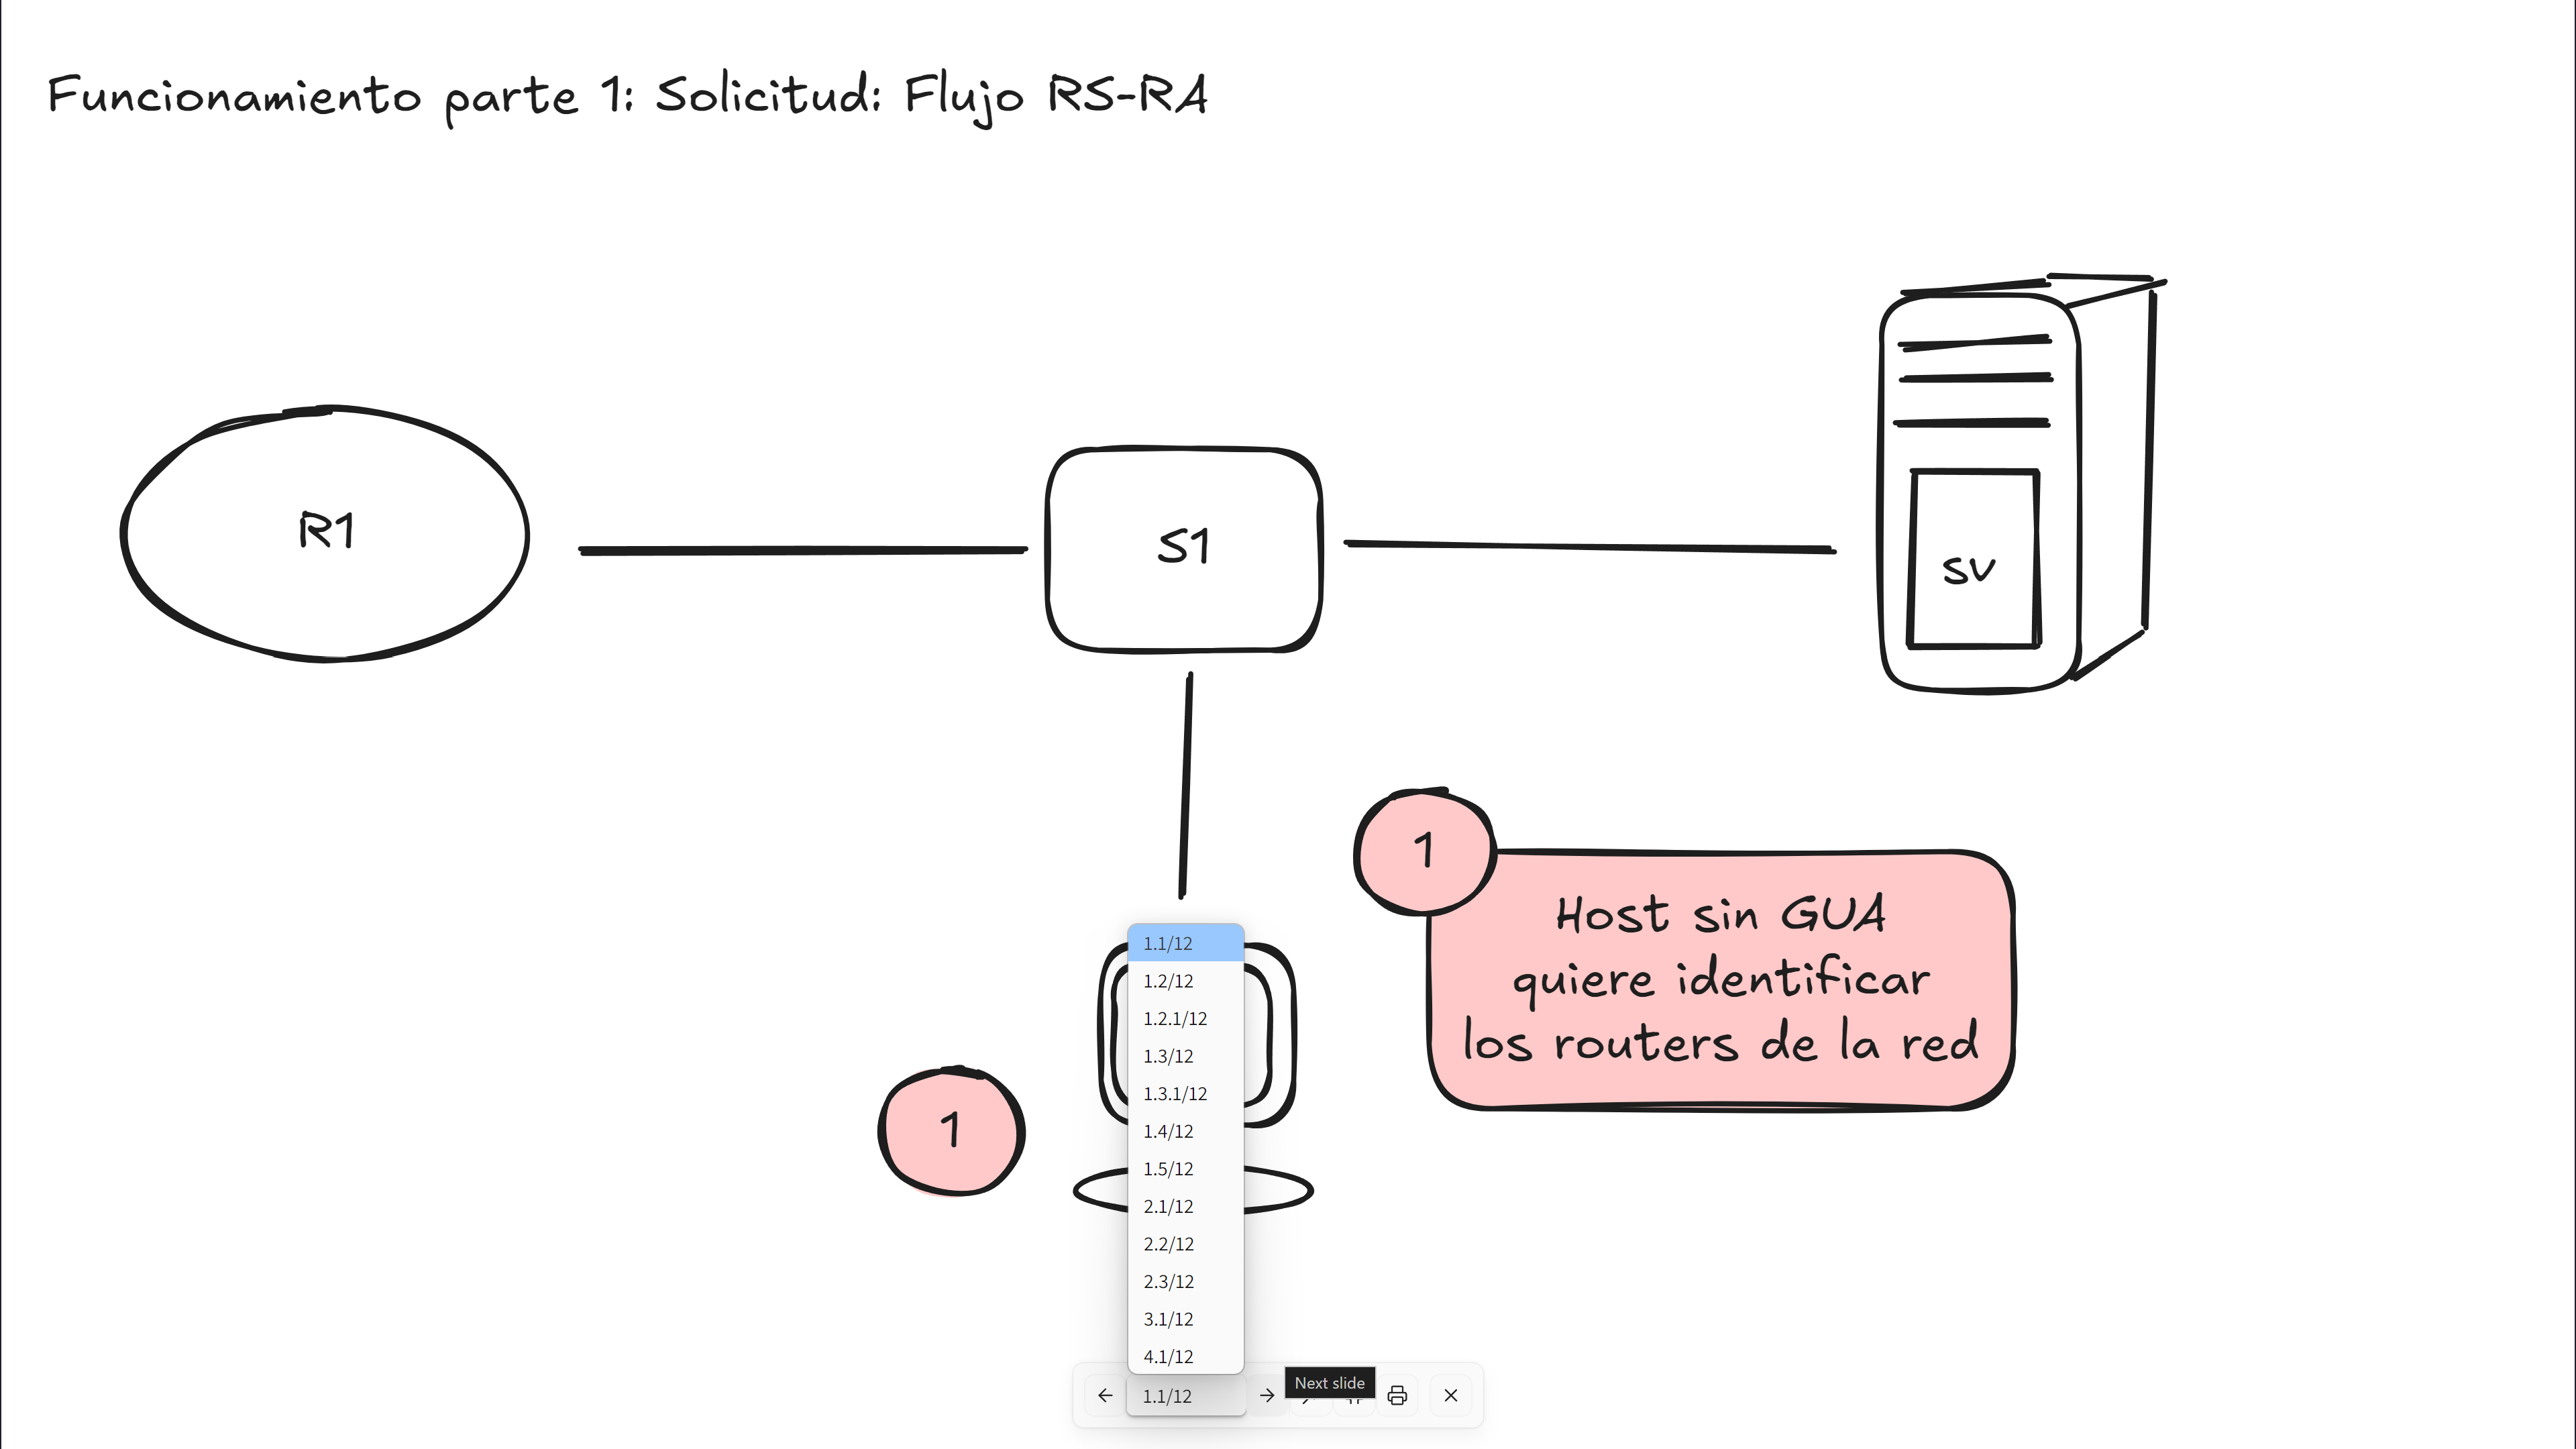 Funcionamiento parte 1: Solicitud: Flujo RS-RA
R1
S1
SV
1
Host sin GUA
quiere identificar
los routers de la red
1
1.1/12
1.2/12
1.2.1/12
1.3/12
1.3.1/12
1.4/12
1.5/12
2.1/12
2.2/12
2.3/12
3.1/12
4.1/12
1.1/12
Next slide